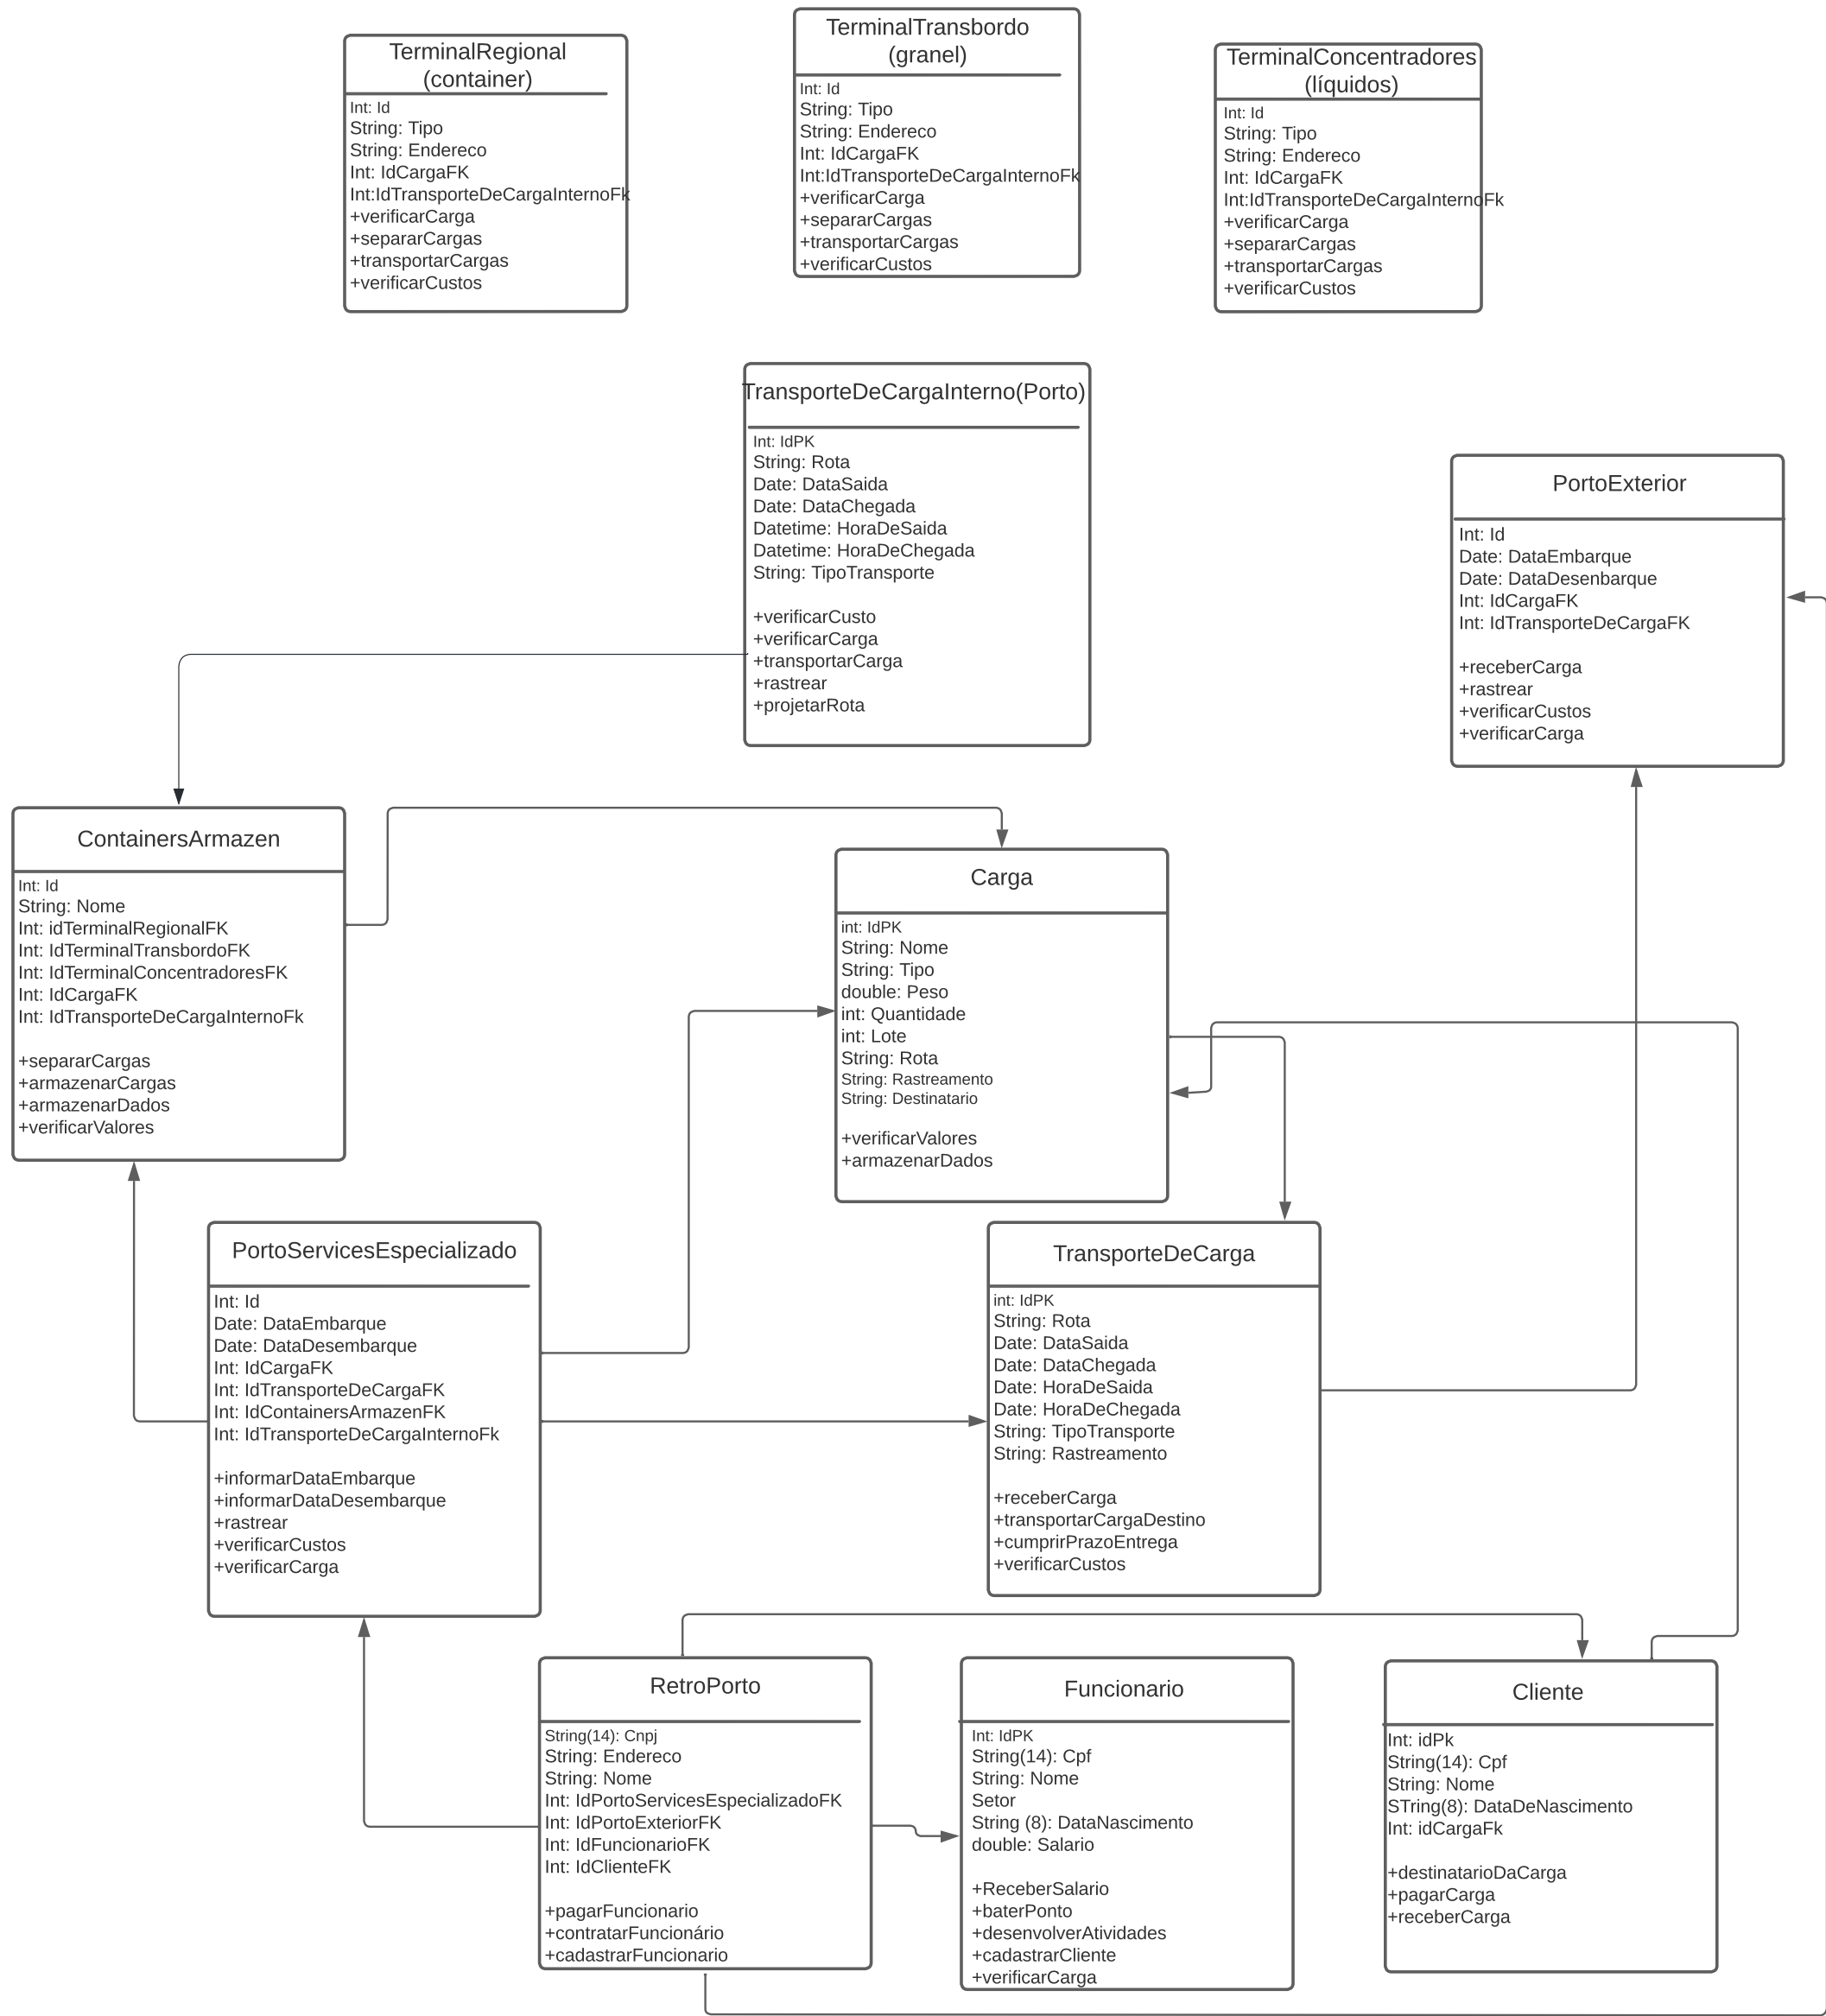 TerminalRegional
(container)
Int: Id
String: Tipo
String: Endereco
Int: IdCargaFK
Int:IdTransporteDeCargaInternoFk
+verificarCarga
+separarCargas
+transportarCargas
+verificarCustos
TerminalTransbordo
(granel)
Int: Id
String: Tipo
String: Endereco
Int: IdCargaFK
Int:IdTransporteDeCargaInternoFk
+verificarCarga
+separarCargas
+transportarCargas
+verificarCustos
TerminalConcentradores
(líquidos)
Int: Id
String: Tipo
String: Endereco
Int: IdCargaFK
Int:IdTransporteDeCargaInternoFk
+verificarCarga
+separarCargas
+transportarCargas
+verificarCustos
TransporteDeCargaInterno(Porto)
Int: IdPK
String: Rota
Date: DataSaida
Date: DataChegada
Datetime: HoraDeSaida
Datetime: HoraDeChegada
String: TipoTransporte
+verificarCusto
+verificarCarga
+transportarCarga
+rastrear
+projetarRota
PortoExterior
Int: Id
Date: DataEmbarque
Date: DataDesenbarque
Int: IdCargaFK
Int: IdTransporteDeCargaFK
+receberCarga
+rastrear
+verificarCustos
+verificarCarga
ContainersArmazen
Int: Id
String: Nome
Int: idTerminalRegionalFK
Int: IdTerminalTransbordoFK
Int: IdTerminalConcentradoresFK
Int: IdCargaFK
Int: IdTransporteDeCargaInternoFk
+separarCargas
+armazenarCargas
+armazenarDados
+verificarValores
Carga
int: IdPK
String: Nome
String: Tipo
double: Peso
int: Quantidade
int: Lote
String: Rota
String: Rastreamento
String: Destinatario
+verificarValores
+armazenarDados
PortoServicesEspecializado
Int: Id
Date: DataEmbarque
Date: DataDesembarque
Int: IdCargaFK
Int: IdTransporteDeCargaFK
Int: IdContainersArmazenFK
Int: IdTransporteDeCargaInternoFk
+informarDataEmbarque
+informarDataDesembarque
+rastrear
+verificarCustos
+verificarCarga
TransporteDeCarga
int: IdPK
String: Rota
Date: DataSaida
Date: DataChegada
Date: HoraDeSaida
Date: HoraDeChegada
String: TipoTransporte
String: Rastreamento
+receberCarga
+transportarCargaDestino
+cumprirPrazoEntrega
+verificarCustos
RetroPorto
String(14): Cnpj
String: Endereco
String: Nome
Int: IdPortoServicesEspecializadoFK
Int: IdPortoExteriorFK
Int: IdFuncionarioFK
Int: IdClienteFK
+pagarFuncionario
+contratarFuncionário
+cadastrarFuncionario
Funcionario
Int: IdPK
String(14): Cpf
String: Nome
Setor
String (8): DataNascimento
double: Salario
+ReceberSalario
+baterPonto
+desenvolverAtividades
+cadastrarCliente
+verificarCarga
Cliente
Int: idPk
String(14): Cpf
String: Nome
STring(8): DataDeNascimento
Int: idCargaFk
+destinatarioDaCarga
+pagarCarga
+receberCarga